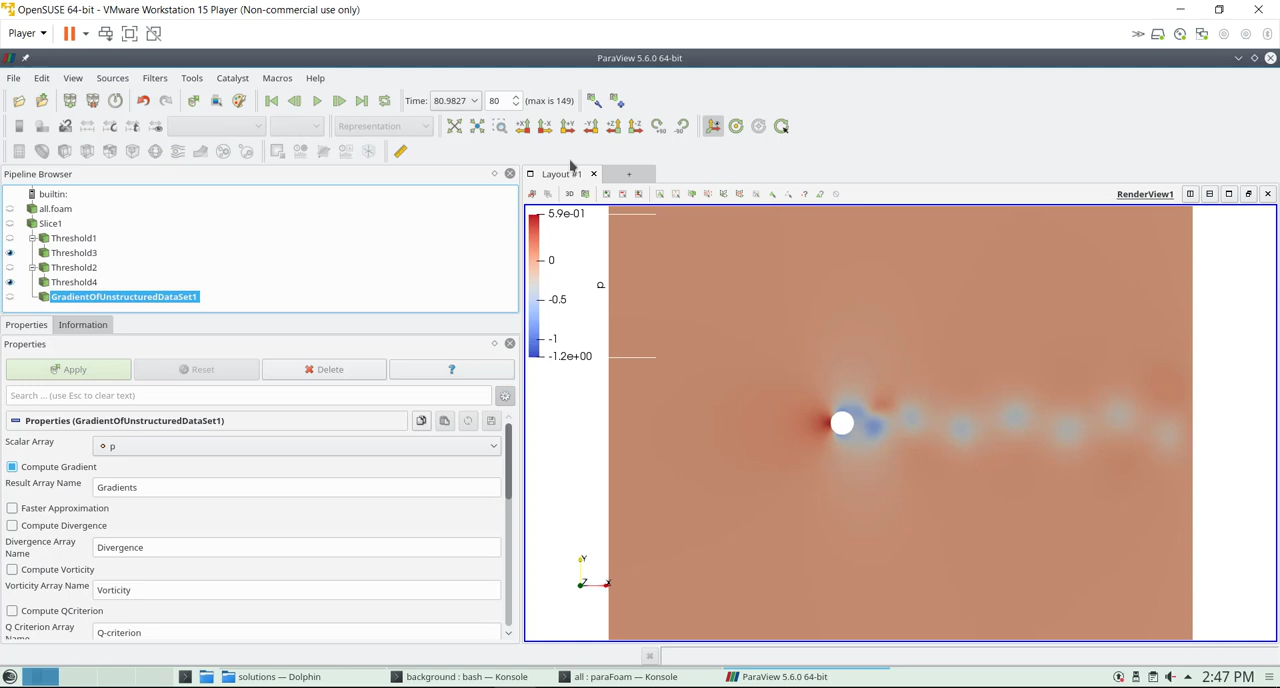 OpenSUSE 64-bit - VMware Workstation 15 Player (Non-commercial use only)
Player
ParaView 5.6.0 64-bit
File Edit View Sources Filters Tools Catalyst Macros Help
Time: 80.9827 80 (max is 149)
Representation
+X -X +Y -Y +Z -Z +90 -90
Pipeline Browser
Layout #1 +
builtin:
3D
RenderView1
all.foam
Slice1
Threshold1
Threshold3
Threshold2
Threshold4
GradientOfUnstructuredDataSet1
5.9e-01
0
-0.5
-1
-1.2e+00
p
Properties Information
Properties
Apply Reset Delete ?
Search ... (use Esc to clear text)
Properties (GradientOfUnstructuredDataSet1)
Scalar Array p
Compute Gradient
Result Array Name Gradients
Faster Approximation
Compute Divergence
Divergence Array Name Divergence
Compute Vorticity
Vorticity Array Name Vorticity
Compute QCriterion
Q Criterion Array Name Q-criterion
Y
Z X
solutions — Dolphin
background : bash — Konsole
all : paraFoam — Konsole
ParaView 5.6.0 64-bit
2:47 PM